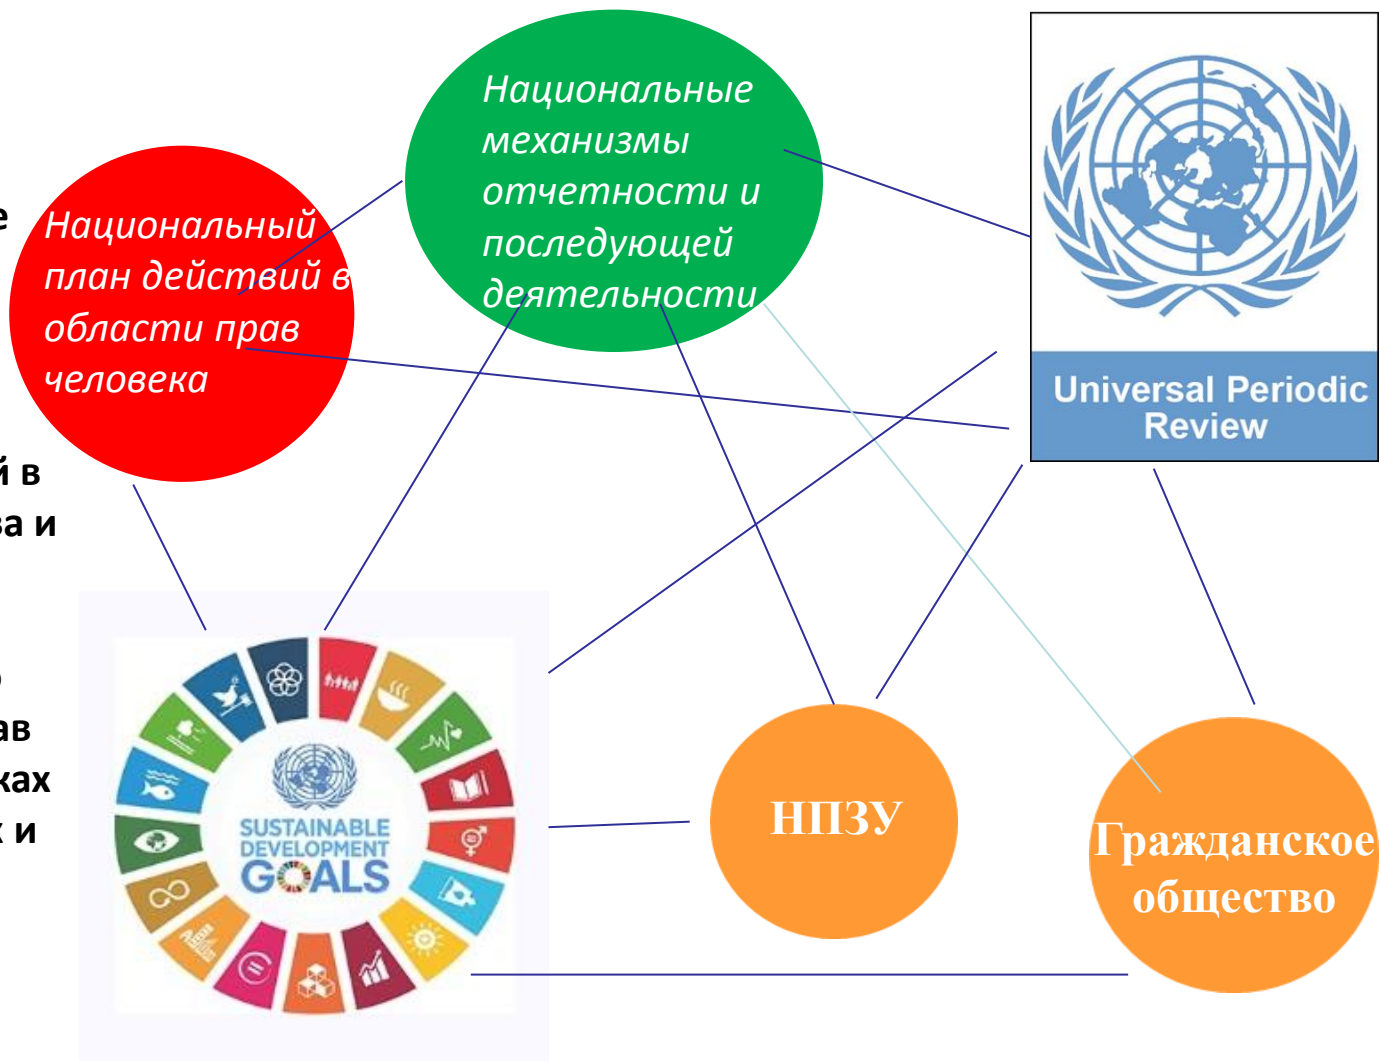 Национальные
механизмы
отчетности и
последующей
деятельности
Национальный
план действий в
области прав
человека
Universal Periodic
Review
й в
и
х и
SUSTAINABLE
DEVELOPMENT
GOALS
НПЗУ
Гражданское
общество